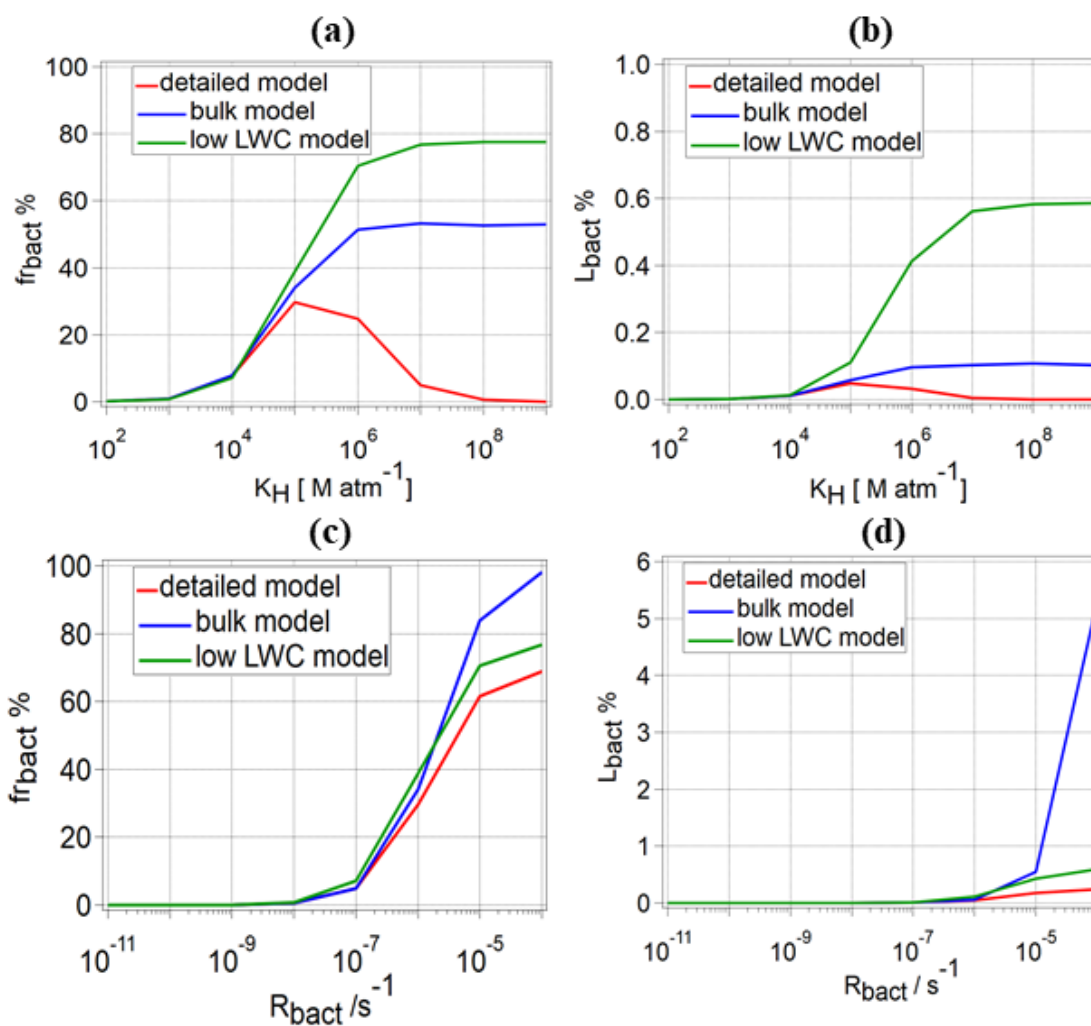 (a)
100
80
60
40
20
0
fr_bact %
detailed model
bulk model
low LWC model
10^2
10^4
10^6
10^8
K_H [ M atm^-1]
(b)
1.0
0.8
0.6
0.4
0.2
0.0
L_bact %
detailed model
bulk model
low LWC model
10^2
10^4
10^6
10^8
K_H [ M atm^-1]
(c)
100
80
60
40
20
0
fr_bact %
detailed model
bulk model
low LWC model
10^-11
10^-9
10^-7
10^-5
R_bact /s^-1
(d)
6
5
4
3
2
1
0
L_bact %
detailed model
bulk model
low LWC model
10^-11
10^-9
10^-7
10^-5
R_bact /s^-1